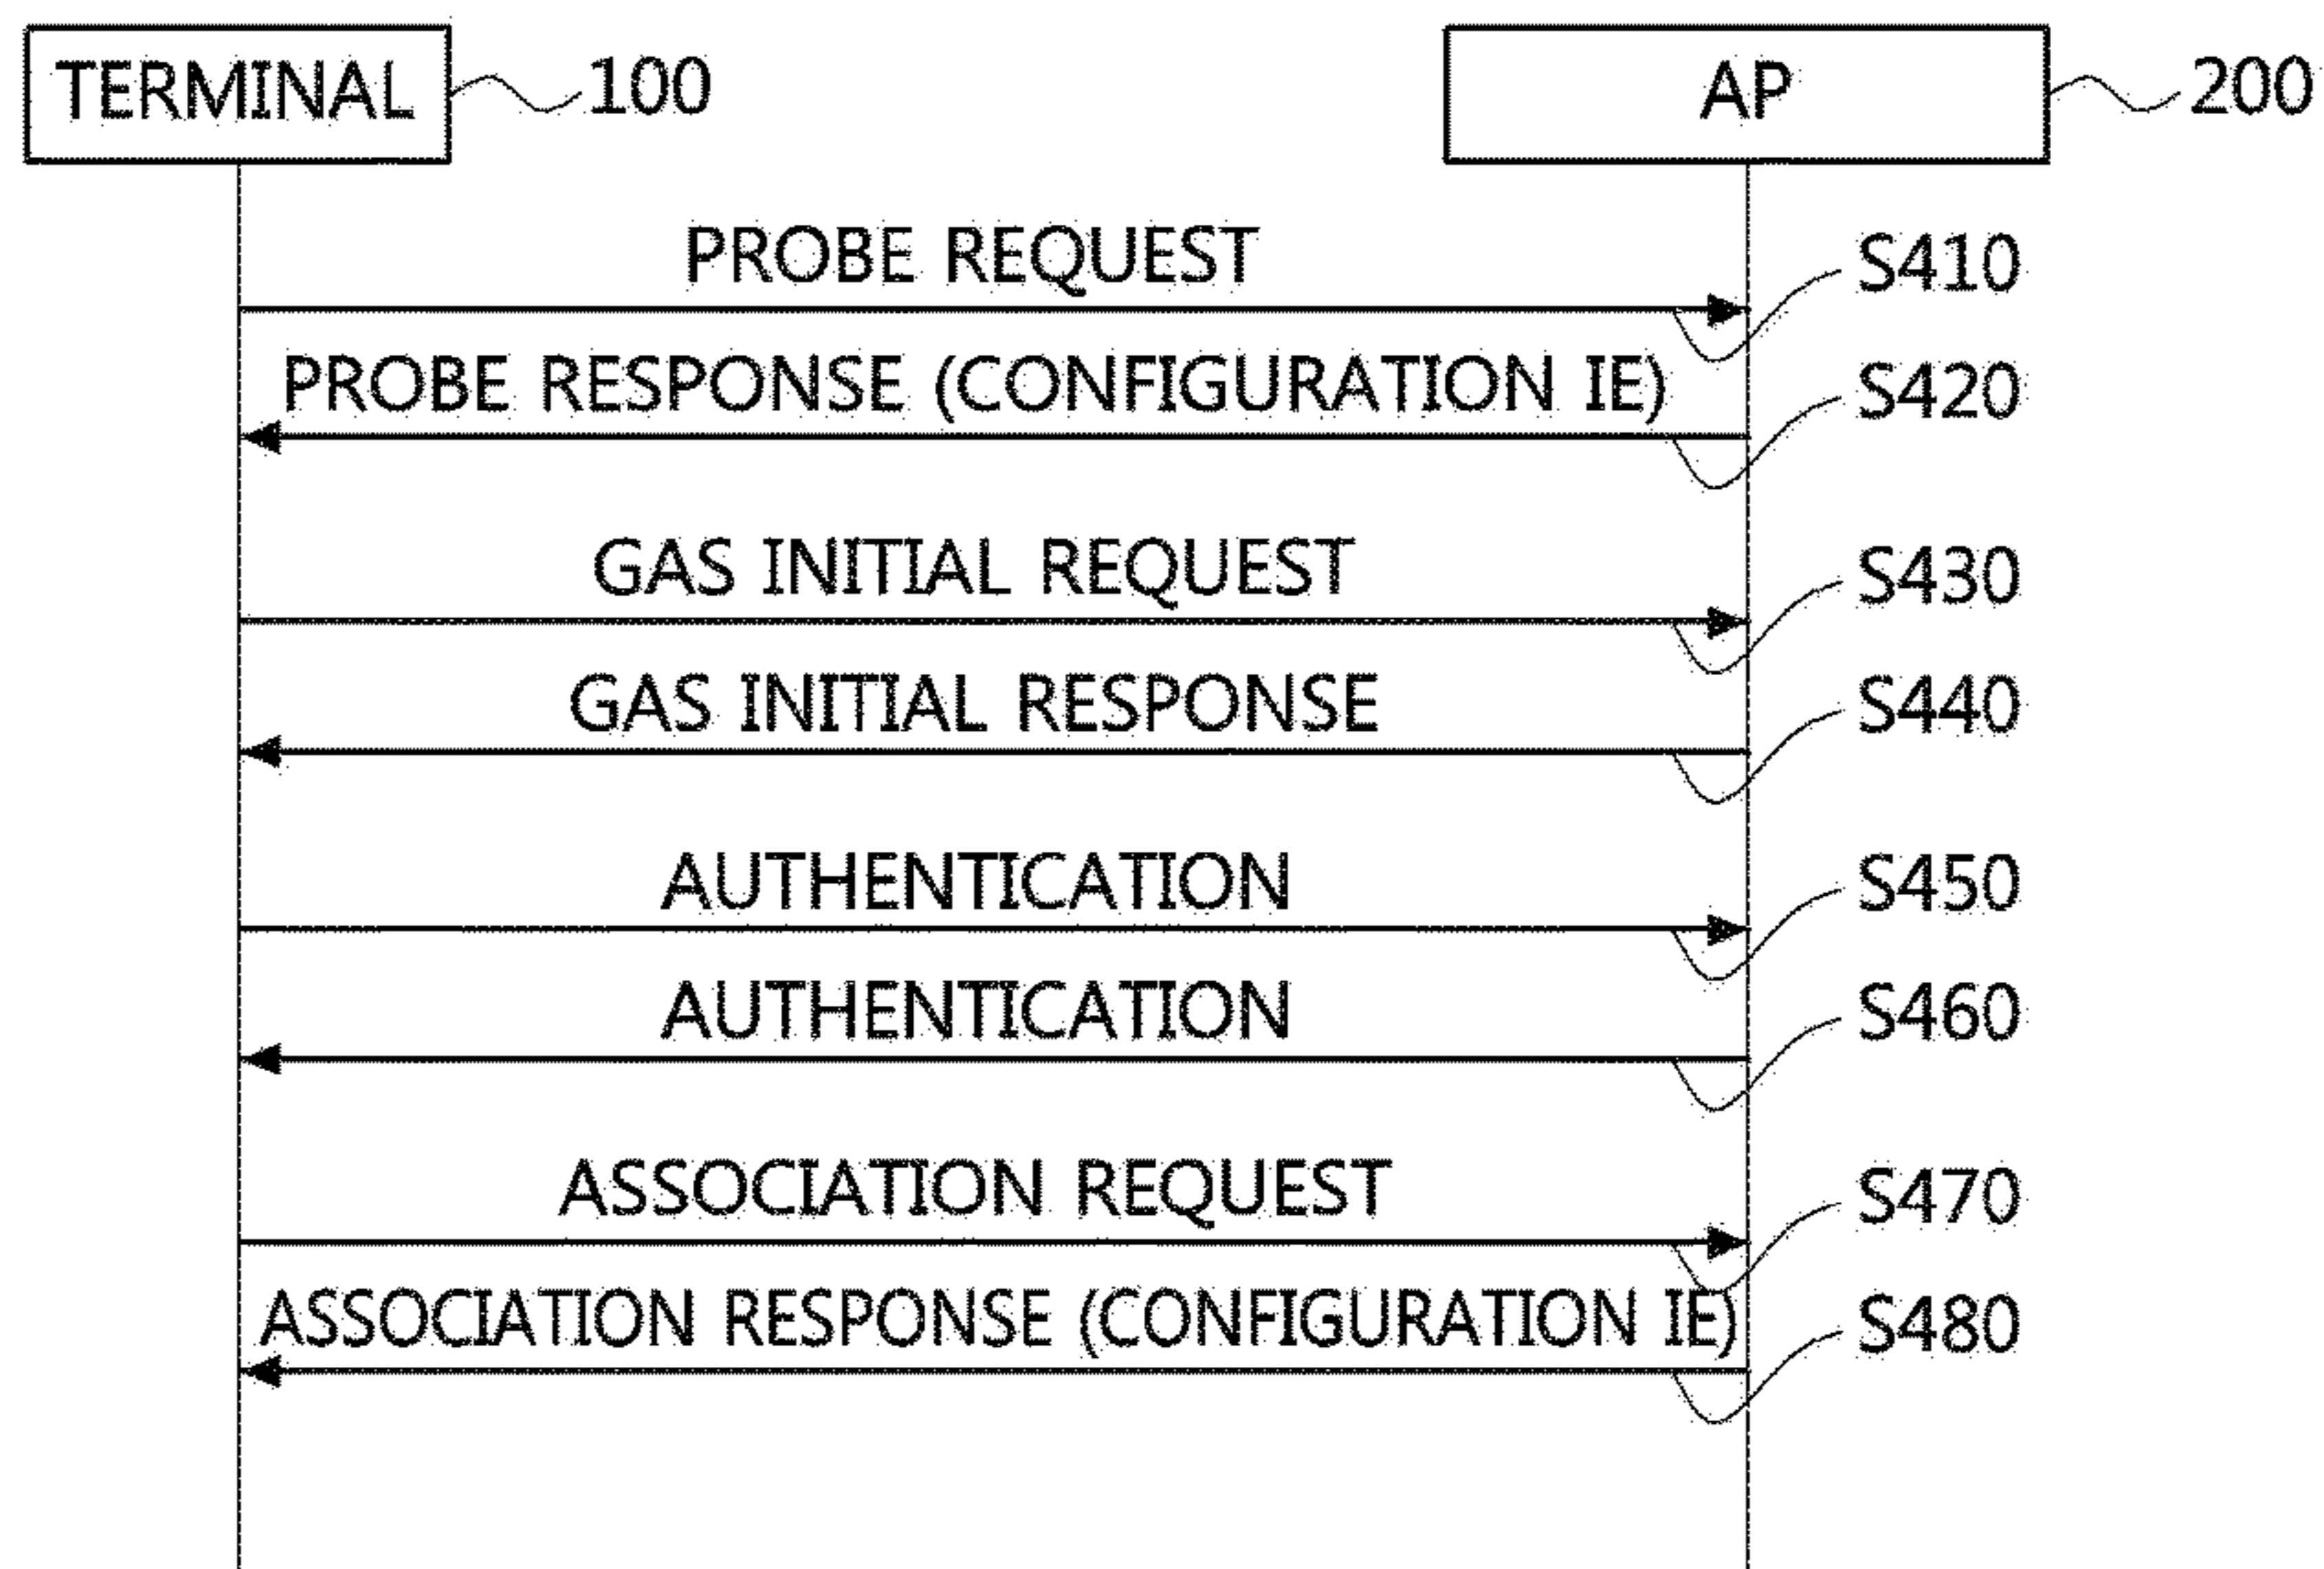 TERMINAL 100 AP 200
PROBE REQUEST S410
PROBE RESPONSE (CONFIGURATION IE) S420
GAS INITIAL REQUEST S430
GAS INITIAL RESPONSE S440
AUTHENTICATION S450
AUTHENTICATION S460
ASSOCIATION REQUEST S470
ASSOCIATION RESPONSE (CONFIGURATION IE) S480